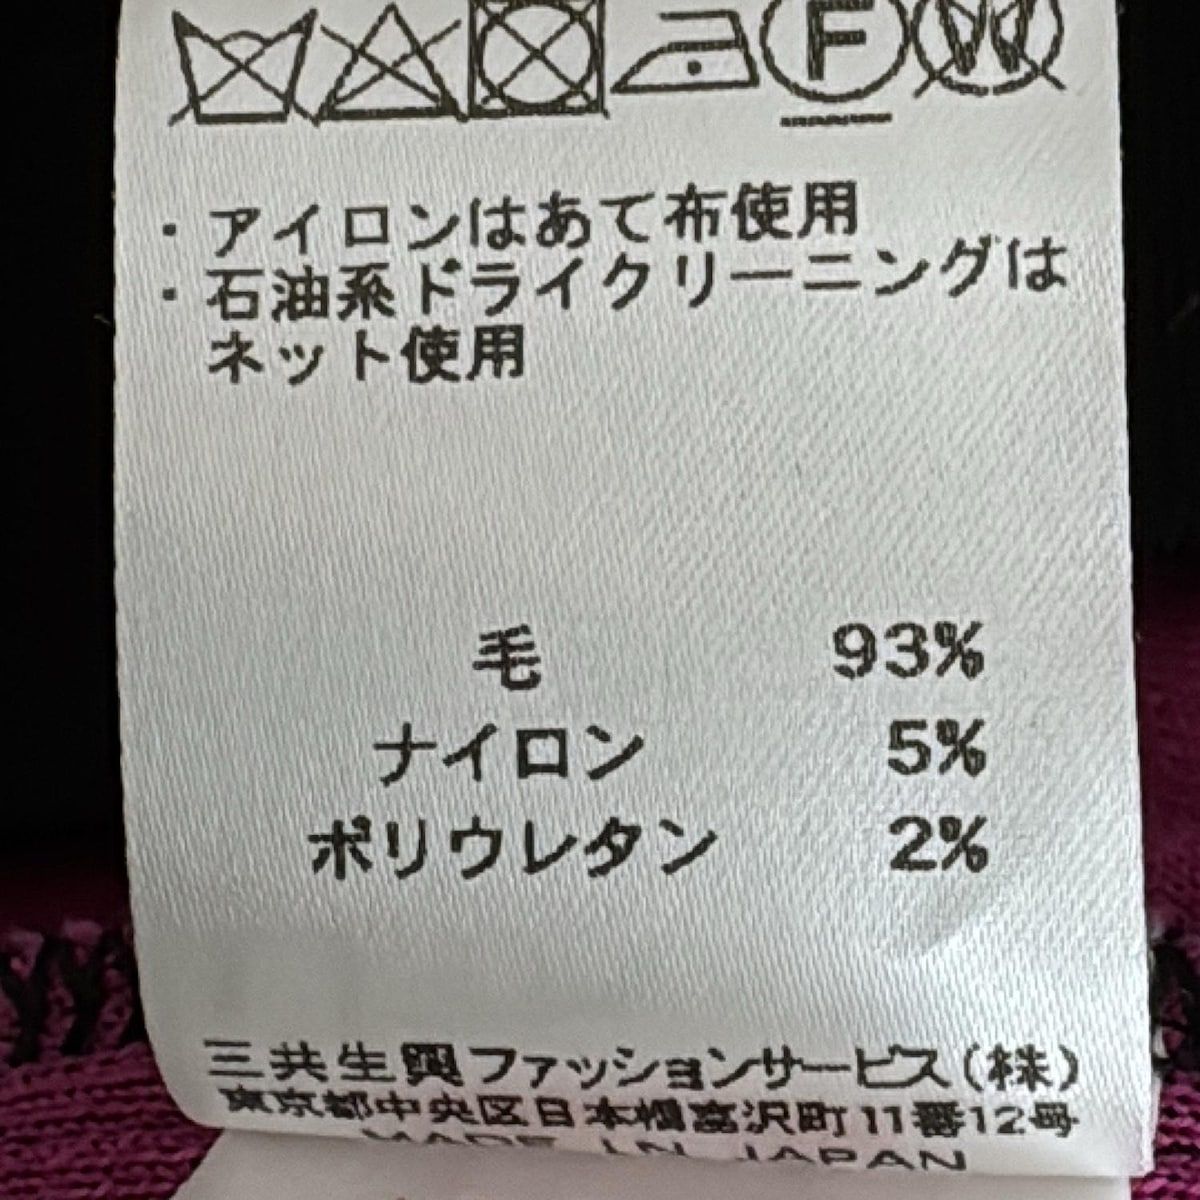 F W
・アイロンはあて布使用
・石油系ドライクリーニングは
ネット使用
毛 93%
ナイロン 5%
ポリウレタン 2%
三共生興ファッションサービス(株)
東京都中央区日本橋富沢町11番12号
MADE IN JAPAN